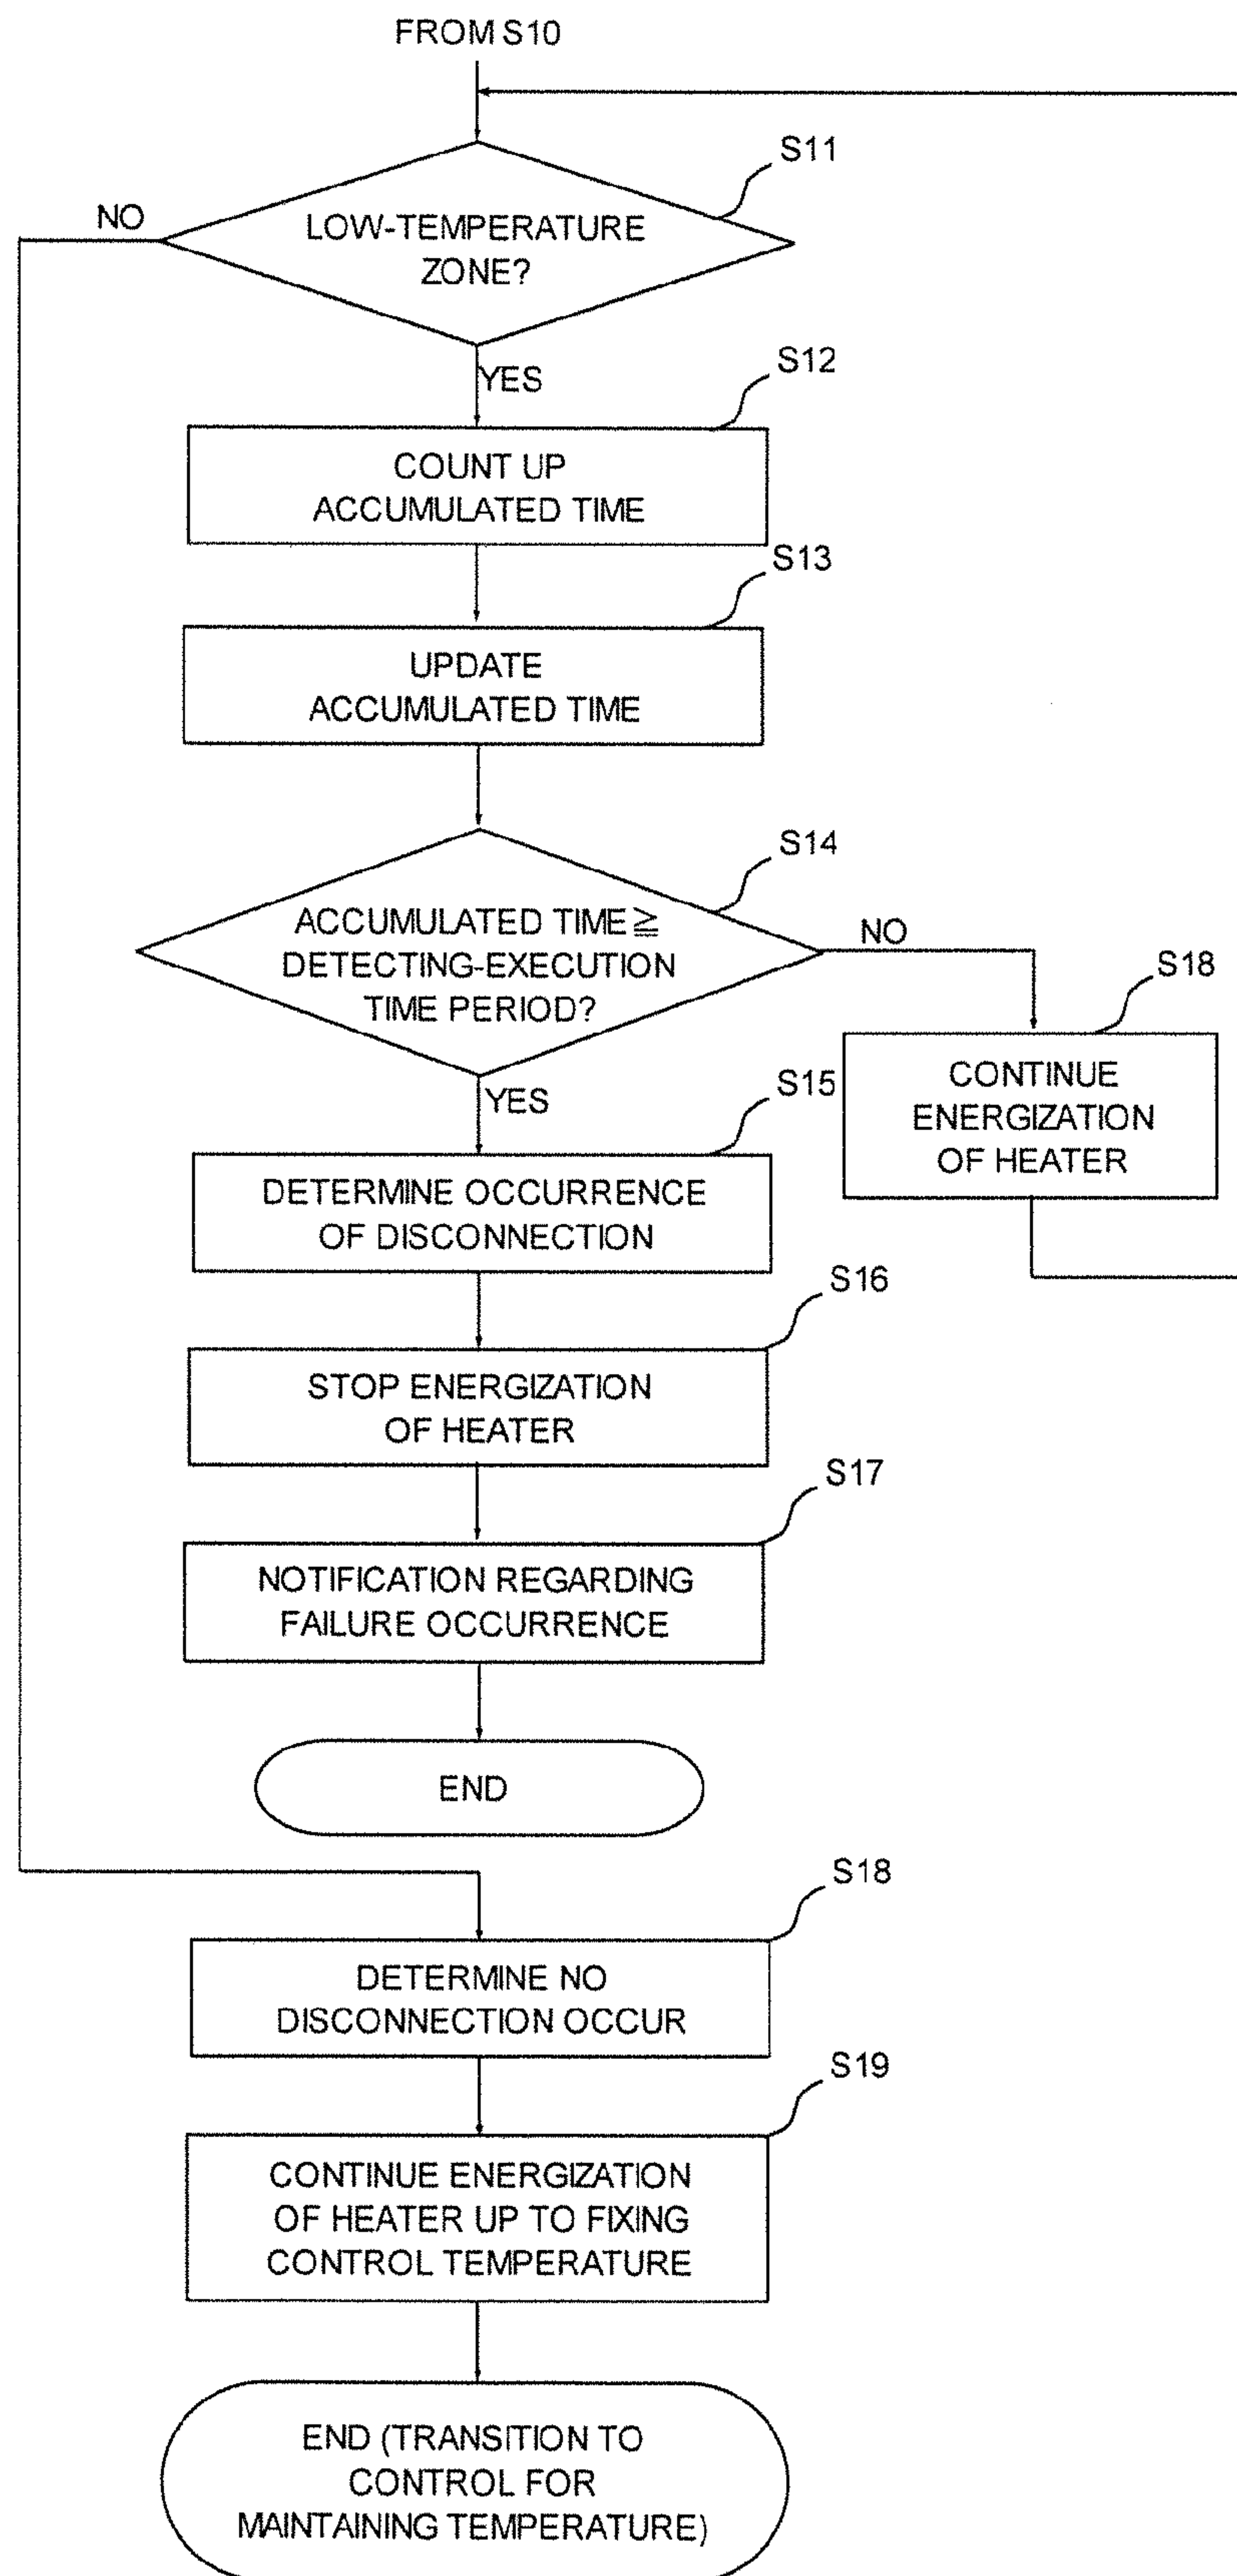 FROM S10
S11
NO
LOW-TEMPERATURE
ZONE?
YES
S12
COUNT UP
ACCUMULATED TIME
S13
UPDATE
ACCUMULATED TIME
S14
ACCUMULATED TIME≧
DETECTING-EXECUTION
TIME PERIOD?
NO
S18
CONTINUE
ENERGIZATION
OF HEATER
YES
S15
DETERMINE OCCURRENCE
OF DISCONNECTION
S16
STOP ENERGIZATION
OF HEATER
S17
NOTIFICATION REGARDING
FAILURE OCCURRENCE
END
S18
DETERMINE NO
DISCONNECTION OCCUR
S19
CONTINUE ENERGIZATION
OF HEATER UP TO FIXING
CONTROL TEMPERATURE
END (TRANSITION TO
CONTROL FOR
MAINTAINING TEMPERATURE)